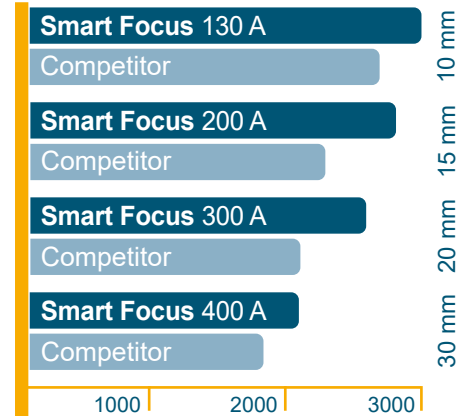 Smart Focus 130 A
Competitor
10 mm
Smart Focus 200 A
Competitor
15 mm
Smart Focus 300 A
Competitor
20 mm
Smart Focus 400 A
Competitor
30 mm
1000 2000 3000